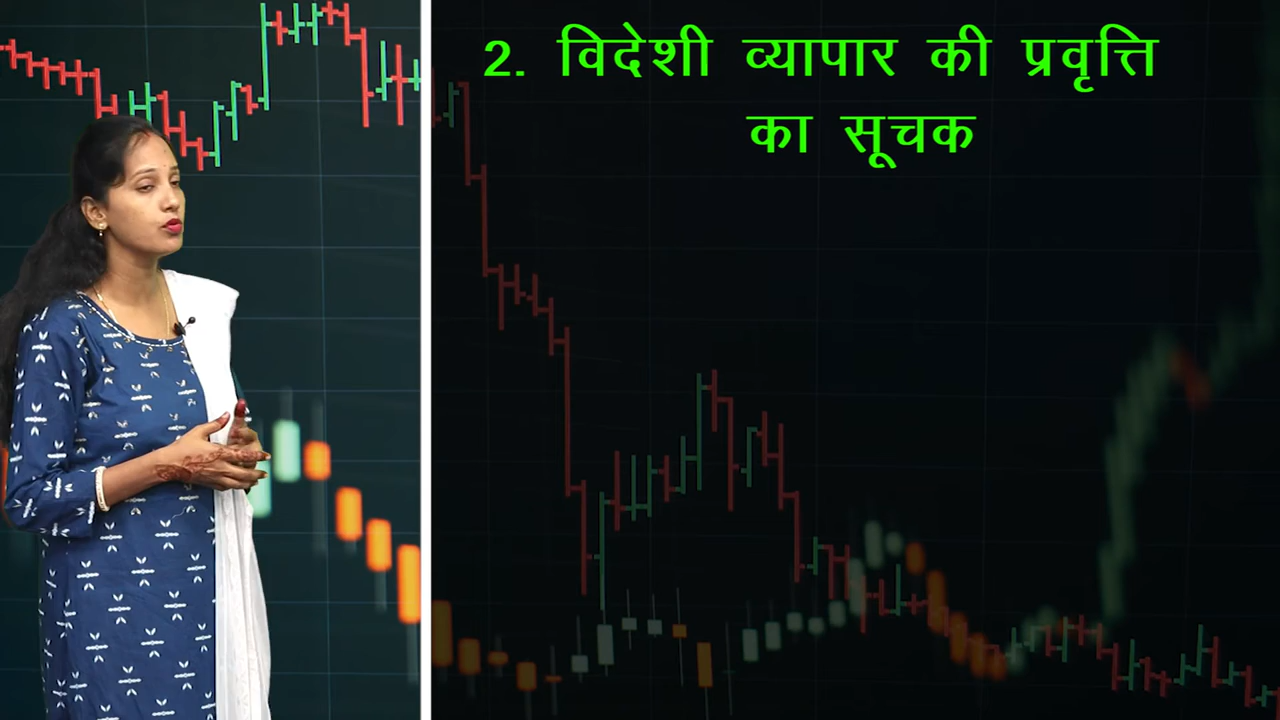 2. विदेशी व्यापार की प्रवृत्ति
का सूचक